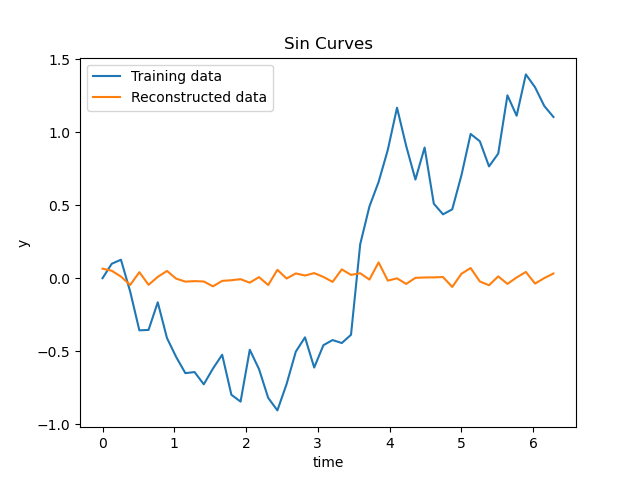 Sin Curves
Training data
Reconstructed data
1.5
1.0
0.5
0.0
−0.5
−1.0
y
0 1 2 3 4 5 6
time